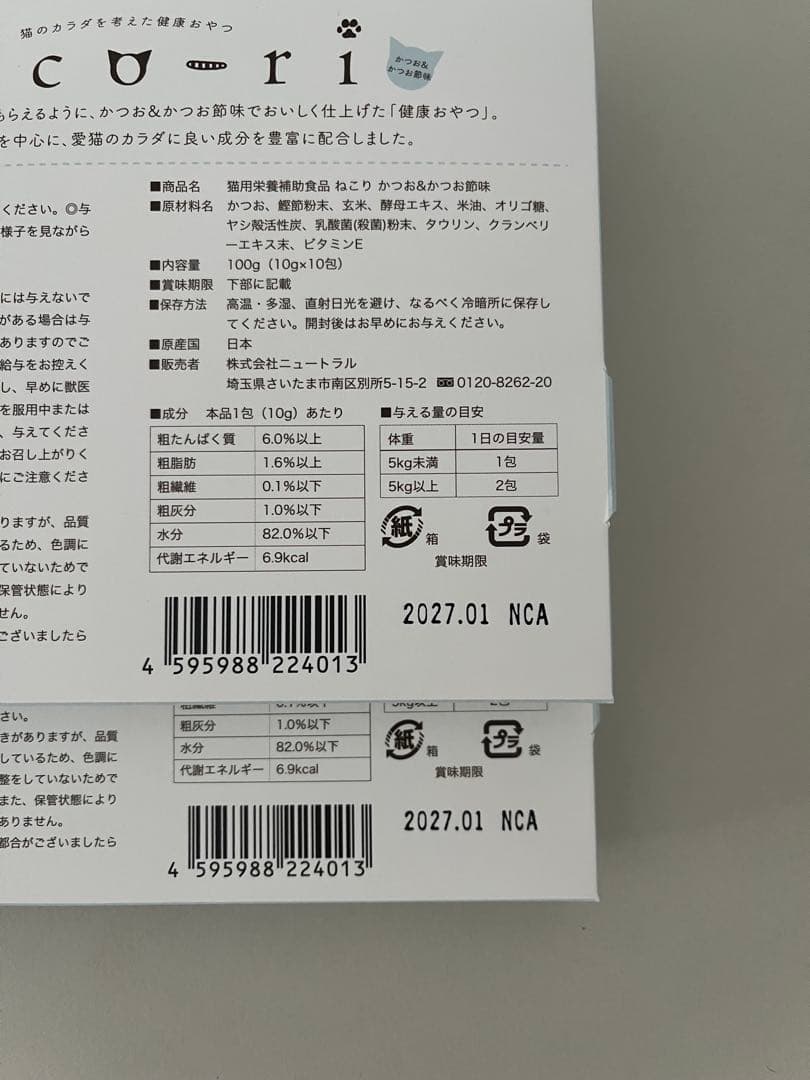 猫のカラダを考えた健康おやつ
co-ri
かつお&
かつお節味
もらえるように、かつお&かつお節味でおいしく仕上げた「健康おやつ」。
を中心に、愛猫のカラダに良い成分を豊富に配合しました。
ください。◎与
様子を見ながら
には与えないで
がある場合は与
ありますのでご
給与をお控えく
し、早めに獣医
を服用中または
、与えてくださ
お召し上がりく
にご注意くださ
りますが、品質
るため、色調に
ていないためで
保管状態により
せん。
ございましたら
■商品名 猫用栄養補助食品 ねこり かつお&かつお節味
■原材料名 かつお、鰹節粉末、玄米、酵母エキス、米油、オリゴ糖、
ヤシ殻活性炭、乳酸菌(殺菌)粉末、タウリン、クランベリ
ーエキス末、ビタミンE
■内容量 100g（10g×10包）
■賞味期限 下部に記載
■保存方法 高温・多湿、直射日光を避け、なるべく冷暗所に保存し
てください。開封後はお早めにお与えください。
■原産国 日本
■販売者 株式会社ニュートラル
埼玉県さいたま市南区別所5-15-2 0120-8262-20
■成分 本品1包（10g）あたり
粗たんぱく質 6.0%以上
粗脂肪 1.6%以上
粗繊維 0.1%以下
粗灰分 1.0%以下
水分 82.0%以下
代謝エネルギー 6.9kcal
■与える量の目安
体重 1日の目安量
5kg未満 1包
5kg以上 2包
紙 箱 プラ 袋
賞味期限
2027.01 NCA
4 595988 224013
さい。
きがありますが、品質
しているため、色調に
整をしていないためで
また、保管状態により
ありません。
都合がございましたら
粗繊維 0.1%以下
粗灰分 1.0%以下
水分 82.0%以下
代謝エネルギー 6.9kcal
5kg以上 2包
紙 箱 プラ 袋
賞味期限
2027.01 NCA
4 595988 224013